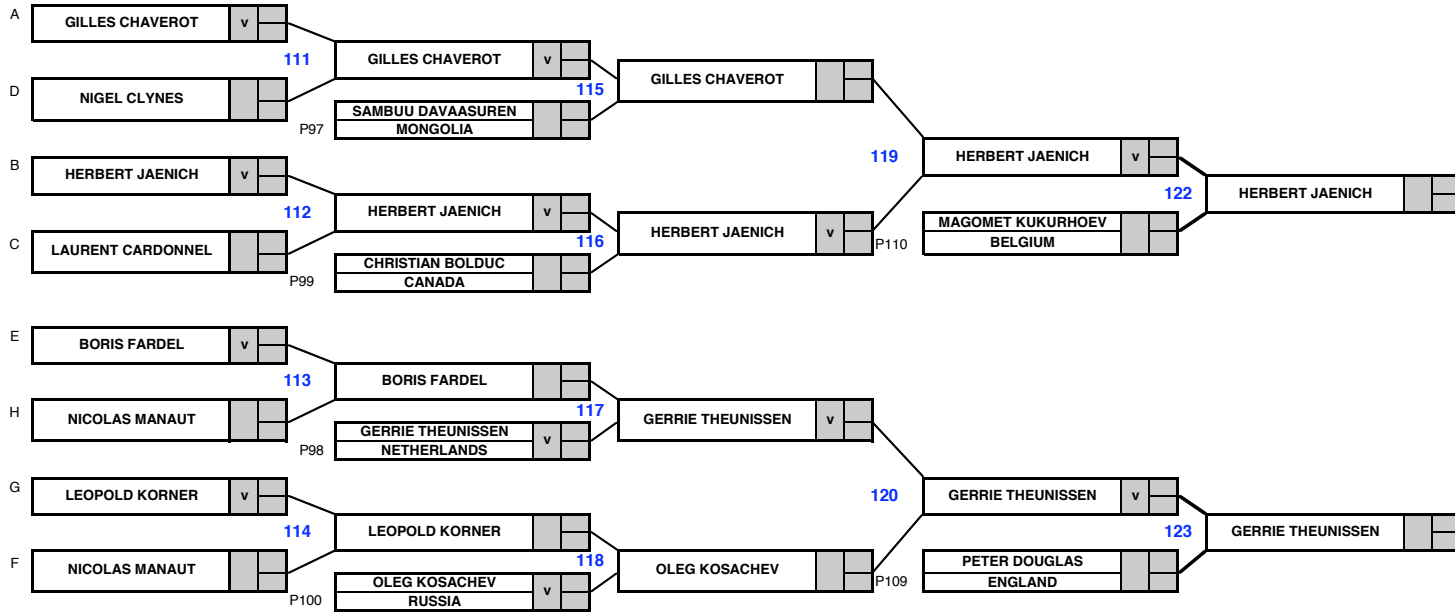 A
GILLES CHAVEROT v
111
GILLES CHAVEROT v
D
NIGEL CLYNES
115
GILLES CHAVEROT
P97
SAMBUU DAVAASUREN
MONGOLIA
119
HERBERT JAENICH v
B
HERBERT JAENICH v
112
HERBERT JAENICH v
C
LAURENT CARDONNEL
116
HERBERT JAENICH v
P99
CHRISTIAN BOLDUC
CANADA
122
HERBERT JAENICH
P110
MAGOMET KUKURHOEV
BELGIUM
E
BORIS FARDEL v
113
BORIS FARDEL
H
NICOLAS MANAUT
117
GERRIE THEUNISSEN v
P98
GERRIE THEUNISSEN
NETHERLANDS
v
120
GERRIE THEUNISSEN v
G
LEOPOLD KORNER v
114
LEOPOLD KORNER
F
NICOLAS MANAUT
118
OLEG KOSACHEV
P100
OLEG KOSACHEV
RUSSIA
v
123
GERRIE THEUNISSEN
P109
PETER DOUGLAS
ENGLAND